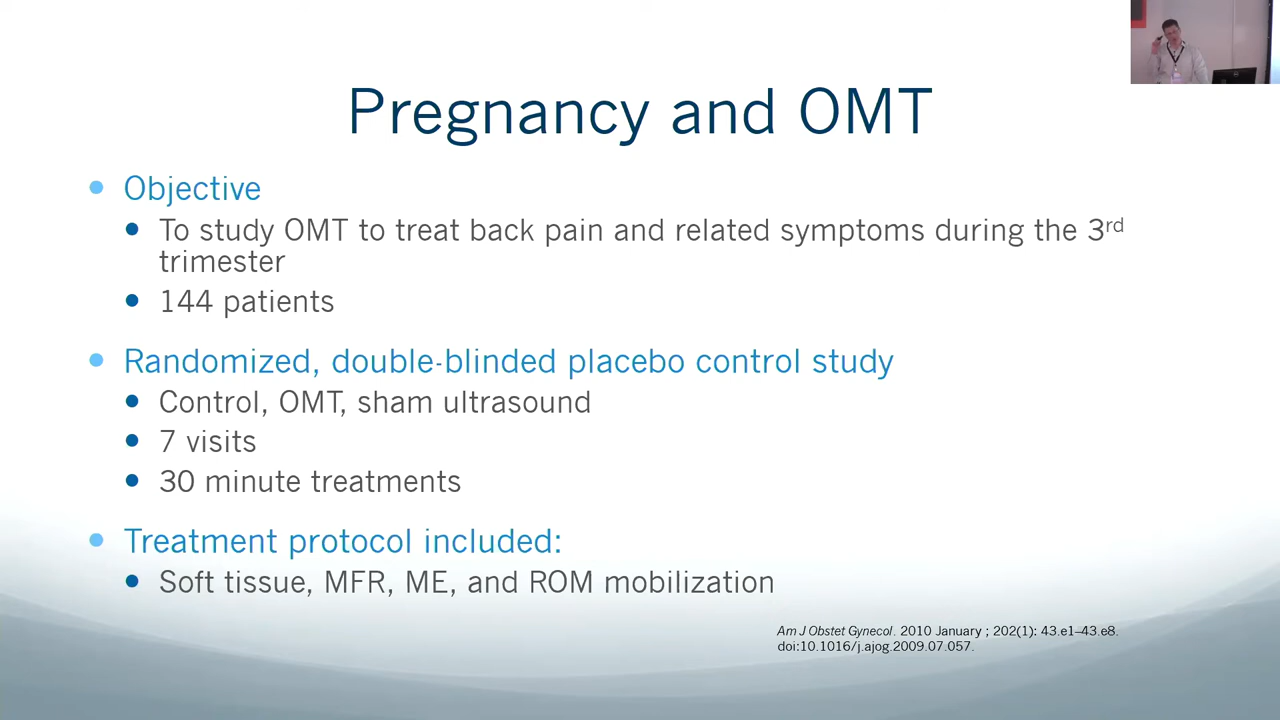 Pregnancy and OMT
Objective
To study OMT to treat back pain and related symptoms during the 3rd
trimester
144 patients
Randomized, double-blinded placebo control study
Control, OMT, sham ultrasound
7 visits
30 minute treatments
Treatment protocol included:
Soft tissue, MFR, ME, and ROM mobilization
Am J Obstet Gynecol. 2010 January ; 202(1): 43.e1–43.e8.
doi:10.1016/j.ajog.2009.07.057.